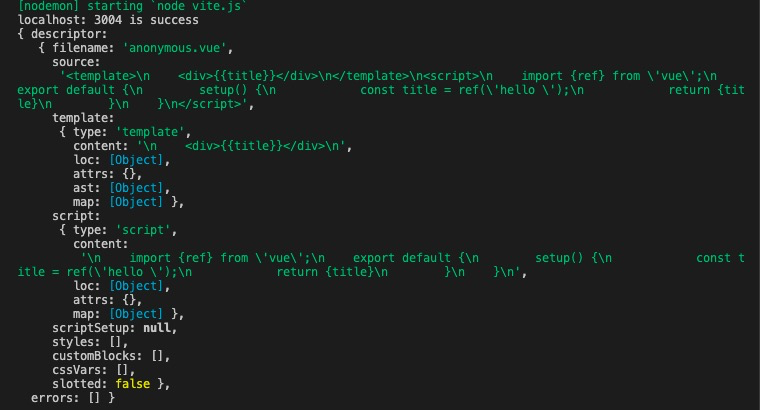 [nodemon] starting `node vite.js`
localhost: 3004 is success
{ descriptor:
   { filename: 'anonymous.vue',
     source:
      '<template>\n    <div>{{title}}</div>\n</template>\n<script>\n    import {ref} from \'vue\';\n
export default {\n        setup() {\n            const title = ref(\'hello \');\n            return {tit
le}\n        }\n    }\n</script>',
     template:
      { type: 'template',
        content: '\n    <div>{{title}}</div>\n',
        loc: [Object],
        attrs: {},
        ast: [Object],
        map: [Object] },
     script:
      { type: 'script',
        content:
         '\n    import {ref} from \'vue\';\n    export default {\n        setup() {\n            const t
itle = ref(\'hello \');\n            return {title}\n        }\n    }\n',
        loc: [Object],
        attrs: {},
        map: [Object] },
     scriptSetup: null,
     styles: [],
     customBlocks: [],
     cssVars: [],
     slotted: false },
  errors: [] }